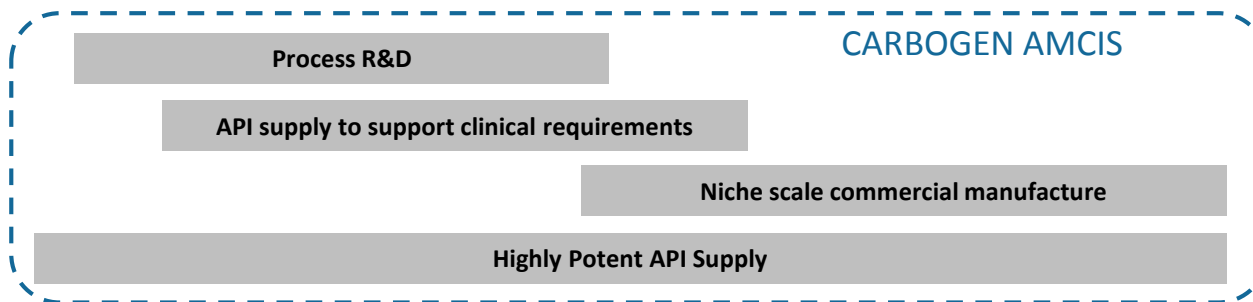 CARBOGEN AMCIS
Process R&D
API supply to support clinical requirements
Niche scale commercial manufacture
Highly Potent API Supply